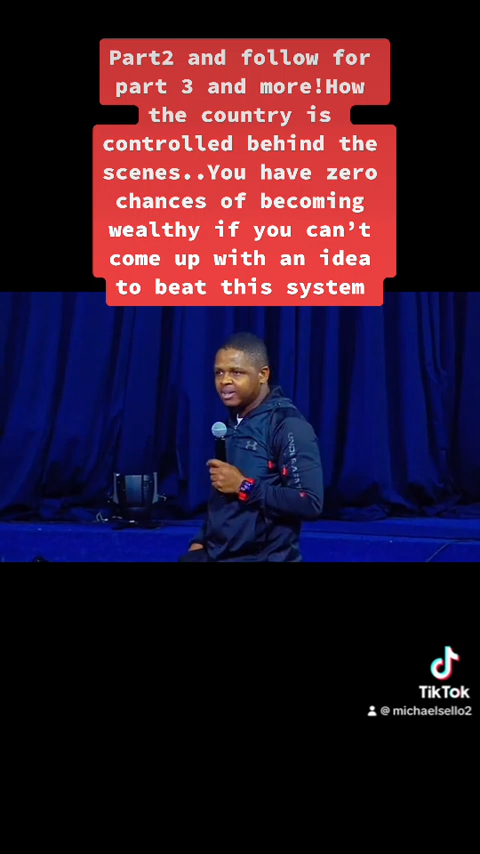 Part2 and follow for
part 3 and more!How
the country is
controlled behind the
scenes..You have zero
chances of becoming
wealthy if you can’t
come up with an idea
to beat this system
TikTok
@ michaelsello2